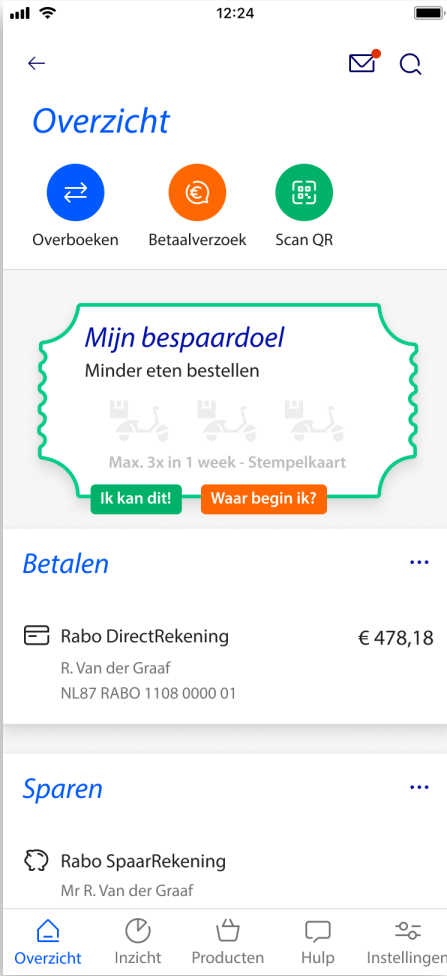 12:24
Overzicht
Overboeken
Betaalverzoek
Scan QR
Mijn bespaardoel
Minder eten bestellen
Max. 3x in 1 week - Stempelkaart
Ik kan dit!
Waar begin ik?
Betalen
Rabo DirectRekening
€ 478,18
R. Van der Graaf
NL87 RABO 1108 0000 01
Sparen
Rabo SpaarRekening
Mr R. Van der Graaf
Overzicht
Inzicht
Producten
Hulp
Instellingen